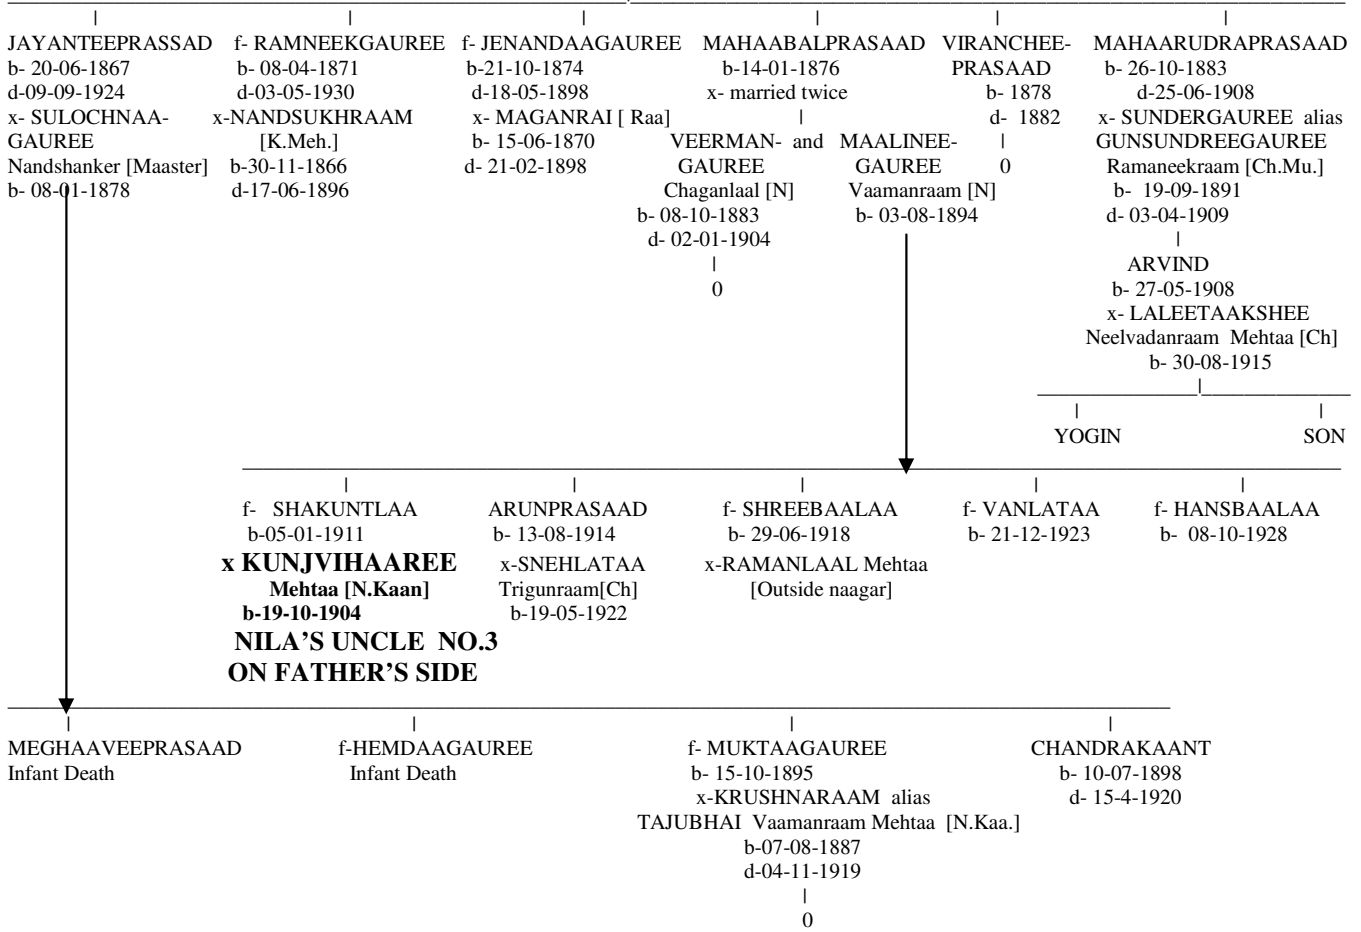 JAYANTEEPRASSAD
b- 20-06-1867
d-09-09-1924
x- SULOCHNAA-
GAUREE
Nandshanker [Maaster]
b- 08-01-1878
f- RAMNEEKGAUREE
b- 08-04-1871
d-03-05-1930
x-NANDSUKHRAAM
[K.Meh.]
b-30-11-1866
d-17-06-1896
f- JENANDAAGAUREE
b-21-10-1874
d-18-05-1898
x- MAGANRAI [ Raa]
b- 15-06-1870
d- 21-02-1898
MAHAABALPRASAAD
b-14-01-1876
x- married twice
VEERMAN- and MAALINEE-
GAUREE
Chaganlaal [N]
b- 08-10-1883
d- 02-01-1904
0
GAUREE
Vaamanraam [N]
b- 03-08-1894
VIRANCHEE-
PRASAAD
b- 1878
d- 1882
0
MAHAARUDRAPRASAAD
b- 26-10-1883
d-25-06-1908
x- SUNDERGAUREE alias
GUNSUNDREEGAUREE
Ramaneekraam [Ch.Mu.]
b- 19-09-1891
d- 03-04-1909
ARVIND
b- 27-05-1908
x- LALEETAAKSHEE
Neelvadanraam Mehtaa [Ch]
b- 30-08-1915
YOGIN
SON
f- SHAKUNTLAA
b-05-01-1911
x KUNJVIHAAREE
Mehtaa [N.Kaan]
b-19-10-1904
NILA’S UNCLE NO.3
ON FATHER’S SIDE
ARUNPRASAAD
b- 13-08-1914
x-SNEHLATAA
Trigunraam[Ch]
b-19-05-1922
f- SHREEBAALAA
b- 29-06-1918
x-RAMANLAAL Mehtaa
[Outside naagar]
f- VANLATAA
b- 21-12-1923
f- HANSBAALAA
b- 08-10-1928
MEGHAAVEEPRASAAD
Infant Death
f-HEMDAAGAUREE
Infant Death
f- MUKTAAGAUREE
b- 15-10-1895
x-KRUSHNARAAM alias
TAJUBHAI Vaamanraam Mehtaa [N.Kaa.]
b-07-08-1887
d-04-11-1919
0
CHANDRAKAANT
b- 10-07-1898
d- 15-4-1920